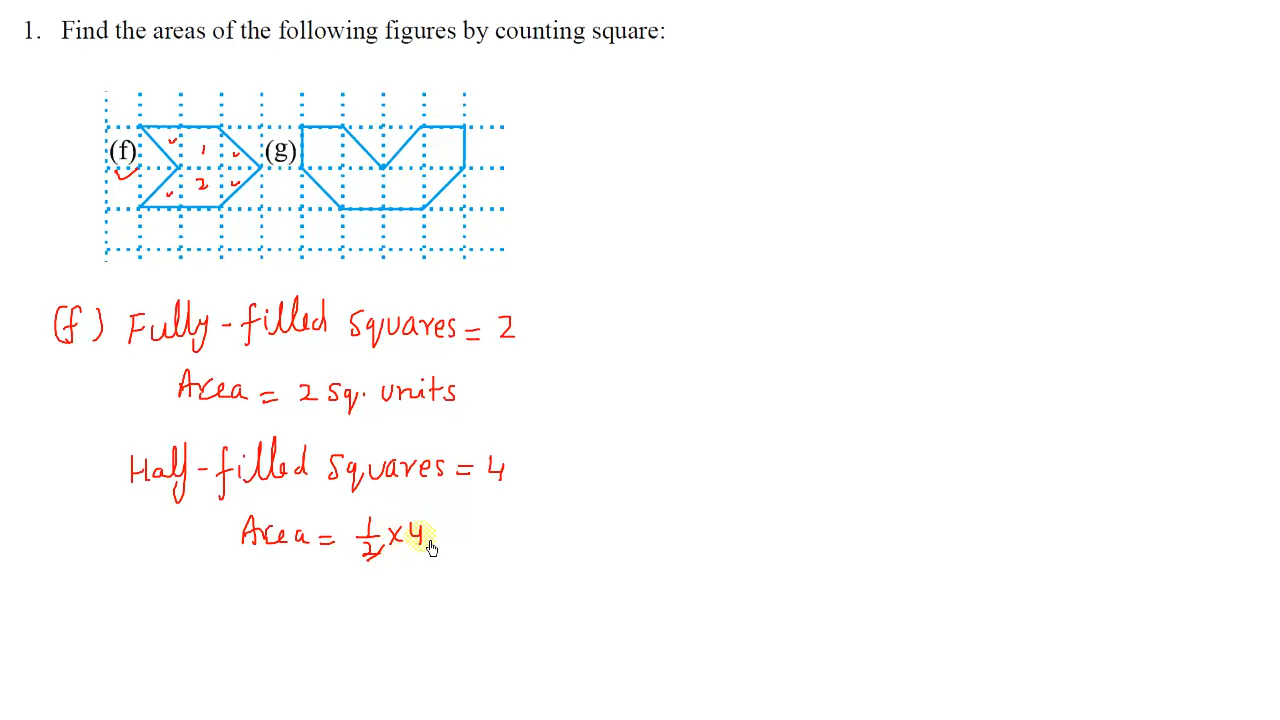 1. Find the areas of the following figures by counting square:
(f) 1 2 (g)
(f) Fully-filled squares = 2
Area = 2 sq. units
Half-filled squares = 4
Area = 1/2 × 4